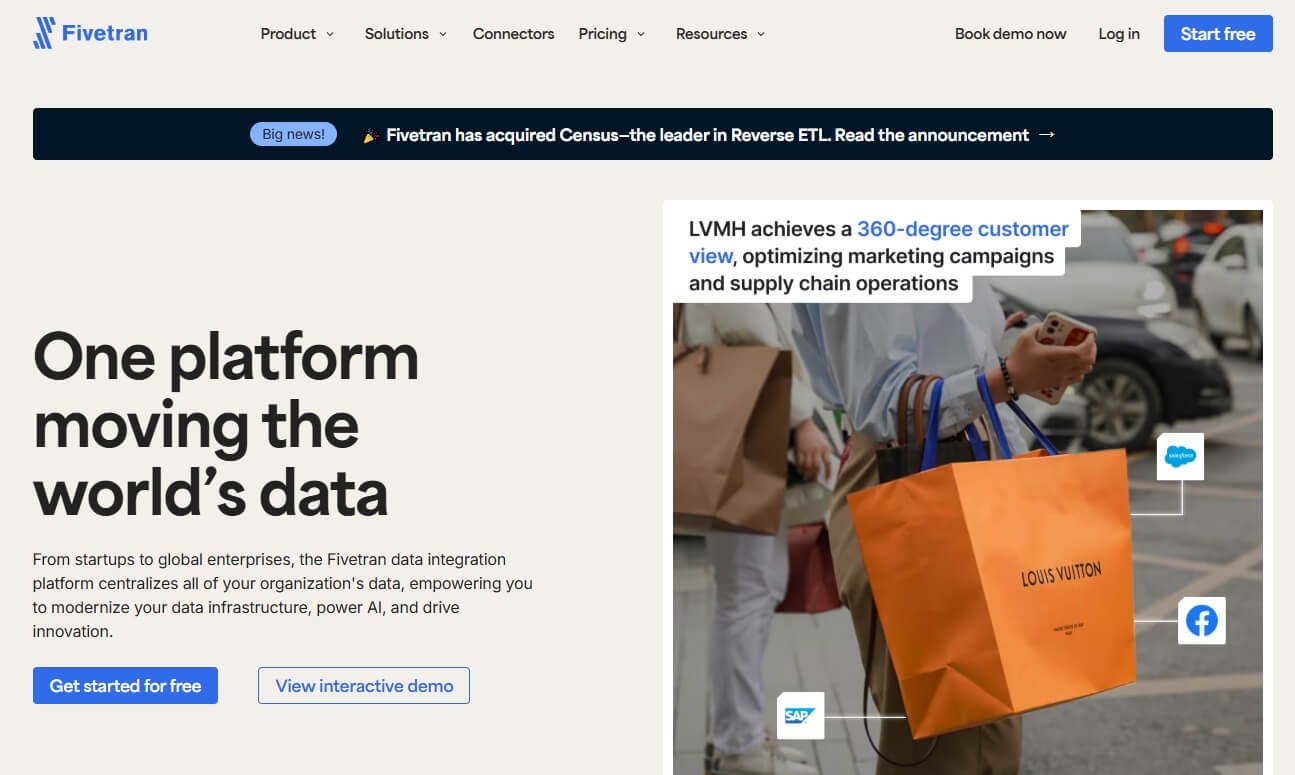 Fivetran
Product
Solutions
Connectors
Pricing
Resources
Book demo now
Log in
Start free
Big news!
🎉 Fivetran has acquired Census—the leader in Reverse ETL. Read the announcement →
LVMH achieves a 360-degree customer
view, optimizing marketing campaigns
and supply chain operations
One platform
moving the
world’s data
From startups to global enterprises, the Fivetran data integration
platform centralizes all of your organization's data, empowering you
to modernize your data infrastructure, power AI, and drive
innovation.
Get started for free
View interactive demo
salesforce
LOUIS VUITTON
SAP